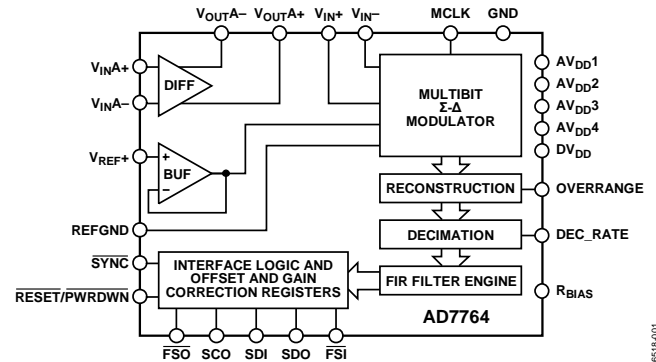 VOUTA– VOUTA+ VIN+ VIN– MCLK GND
VINA+
DIFF
VINA–
AVDD1
AVDD2
AVDD3
AVDD4
DVDD
MULTIBIT
Σ-Δ
MODULATOR
VREF+
+
BUF
–
RECONSTRUCTION
OVERRANGE
REFGND
DECIMATION
DEC_RATE
SYNC
INTERFACE LOGIC AND
OFFSET AND GAIN
CORRECTION REGISTERS
FIR FILTER ENGINE
RESET/PWRDWN
RBIAS
AD7764
FSO SCO SDI SDO FSI